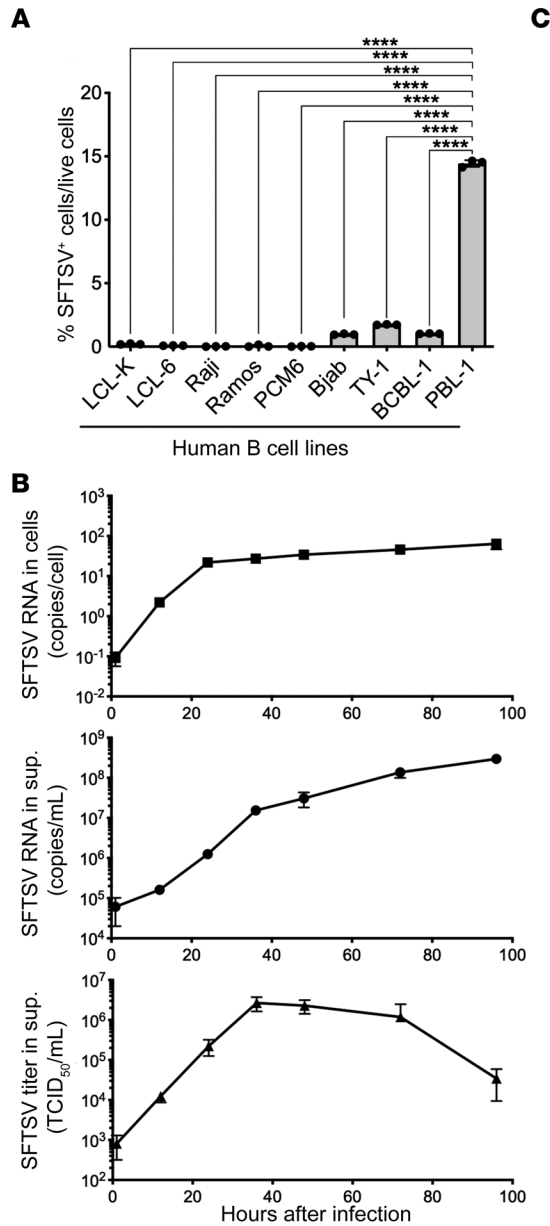 A
C
****
****
****
****
****
****
****
****
% SFTSV⁺ cells/live cells
20
15
10
5
0
LCL-K
LCL-6
Raji
Ramos
PCM6
Bjab
TY-1
BCBL-1
PBL-1
Human B cell lines
B
SFTSV RNA in cells
(copies/cell)
10³
10²
10¹
10⁰
10⁻¹
10⁻²
0 20 40 60 80 100
SFTSV RNA in sup.
(copies/mL)
10⁹
10⁸
10⁷
10⁶
10⁵
10⁴
0 20 40 60 80 100
SFTSV titer in sup.
(TCID₅₀/mL)
10⁷
10⁶
10⁵
10⁴
10³
10²
0 20 40 60 80 100
Hours after infection